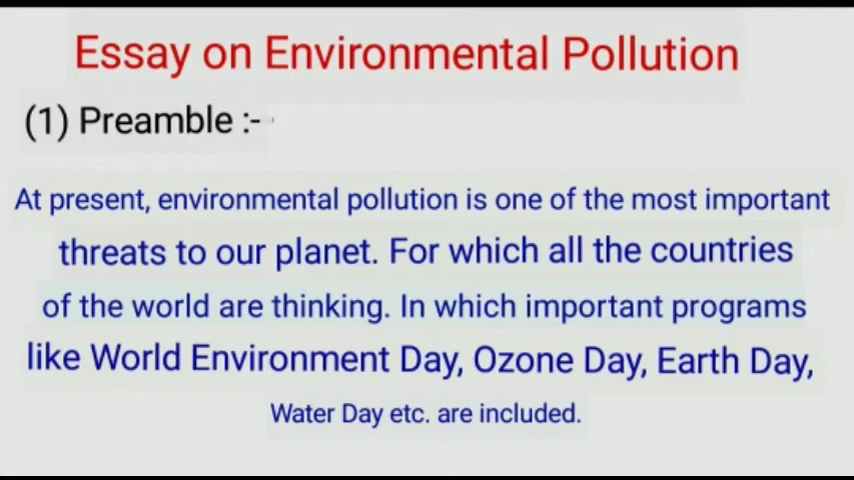 Essay on Environmental Pollution
(1) Preamble :-
At present, environmental pollution is one of the most important
threats to our planet. For which all the countries
of the world are thinking. In which important programs
like World Environment Day, Ozone Day, Earth Day,
Water Day etc. are included.